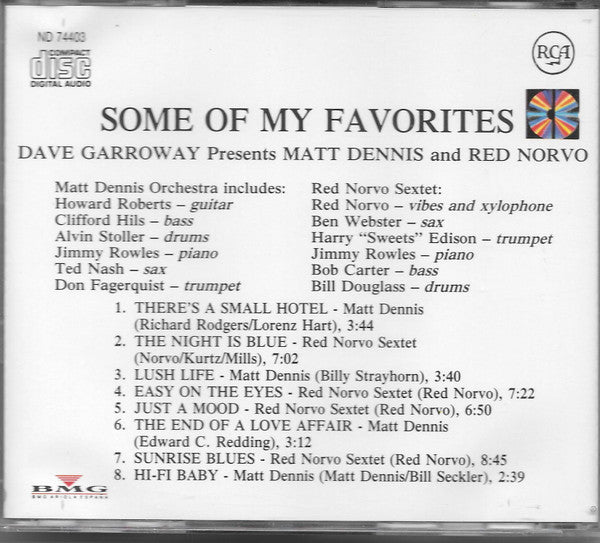 ND 74403
COMPACT
disc
DIGITAL AUDIO
RCA
SOME OF MY FAVORITES
DAVE GARROWAY Presents MATT DENNIS and RED NORVO
Matt Dennis Orchestra includes:
Howard Roberts – guitar
Clifford Hils – bass
Alvin Stoller – drums
Jimmy Rowles – piano
Ted Nash – sax
Don Fagerquist – trumpet
Red Norvo Sextet:
Red Norvo – vibes and xylophone
Ben Webster – sax
Harry “Sweets” Edison – trumpet
Jimmy Rowles – piano
Bob Carter – bass
Bill Douglass – drums
1. THERE'S A SMALL HOTEL - Matt Dennis
(Richard Rodgers/Lorenz Hart), 3:44
2. THE NIGHT IS BLUE - Red Norvo Sextet
(Norvo/Kurtz/Mills), 7:02
3. LUSH LIFE - Matt Dennis (Billy Strayhorn), 3:40
4. EASY ON THE EYES - Red Norvo Sextet (Red Norvo), 7:22
5. JUST A MOOD - Red Norvo Sextet (Red Norvo), 6:50
6. THE END OF A LOVE AFFAIR - Matt Dennis
(Edward C. Redding), 3:12
7. SUNRISE BLUES - Red Norvo Sextet (Red Norvo), 8:45
8. HI-FI BABY - Matt Dennis (Matt Dennis/Bill Seckler), 2:39
BMG
BMG ARIOLA ESPAÑA